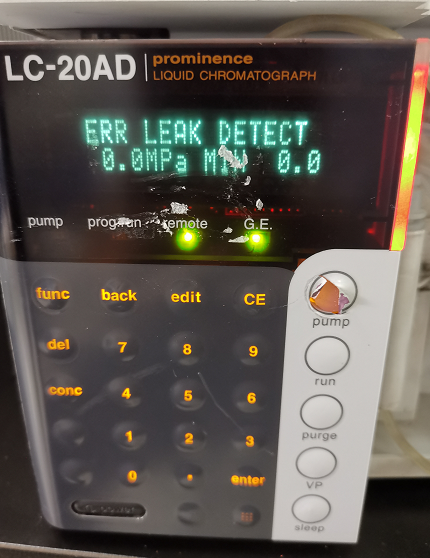 LC-20AD
prominence
LIQUID CHROMATOGRAPH
ERR LEAK DETECT
0.0MPa MIN 0.0
pump prog.run remote G.E.
func back edit CE
del 7 8 9
conc 4 5 6
1 2 3
0 . enter
pump
run
purge
VP
sleep